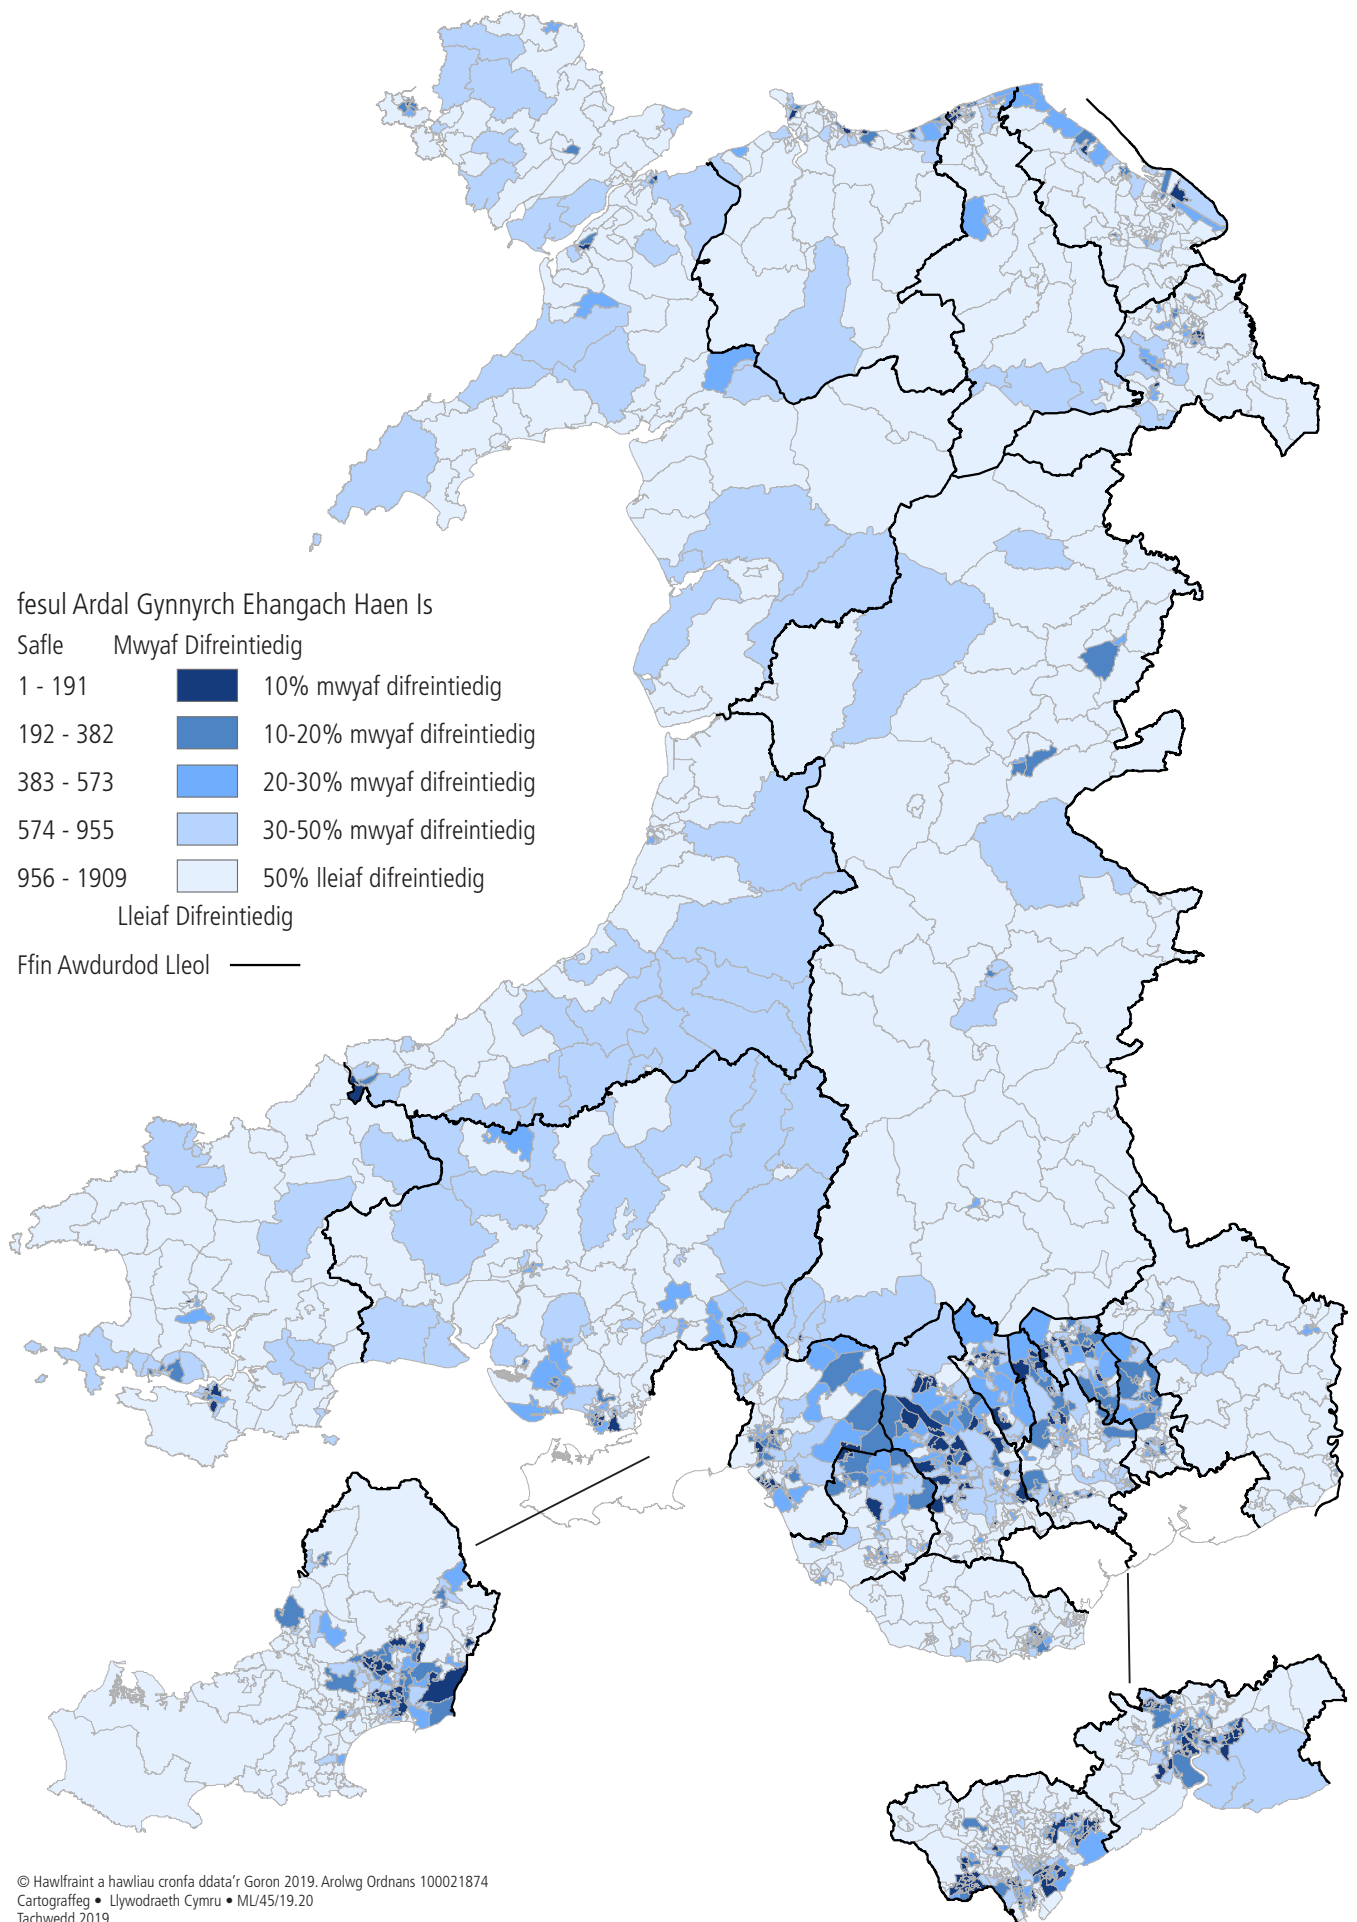 fesul Ardal Gynnyrch Ehangach Haen Is
Safle Mwyaf Difreintiedig
1 - 191 10% mwyaf difreintiedig
192 - 382 10-20% mwyaf difreintiedig
383 - 573 20-30% mwyaf difreintiedig
574 - 955 30-50% mwyaf difreintiedig
956 - 1909 50% lleiaf difreintiedig
Lleiaf Difreintiedig
Ffin Awdurdod Lleol
© Hawlfraint a hawliau cronfa ddata'r Goron 2019. Arolwg Ordnans 100021874
Cartograffeg • Llywodraeth Cymru • ML/45/19.20
Tachwedd 2019